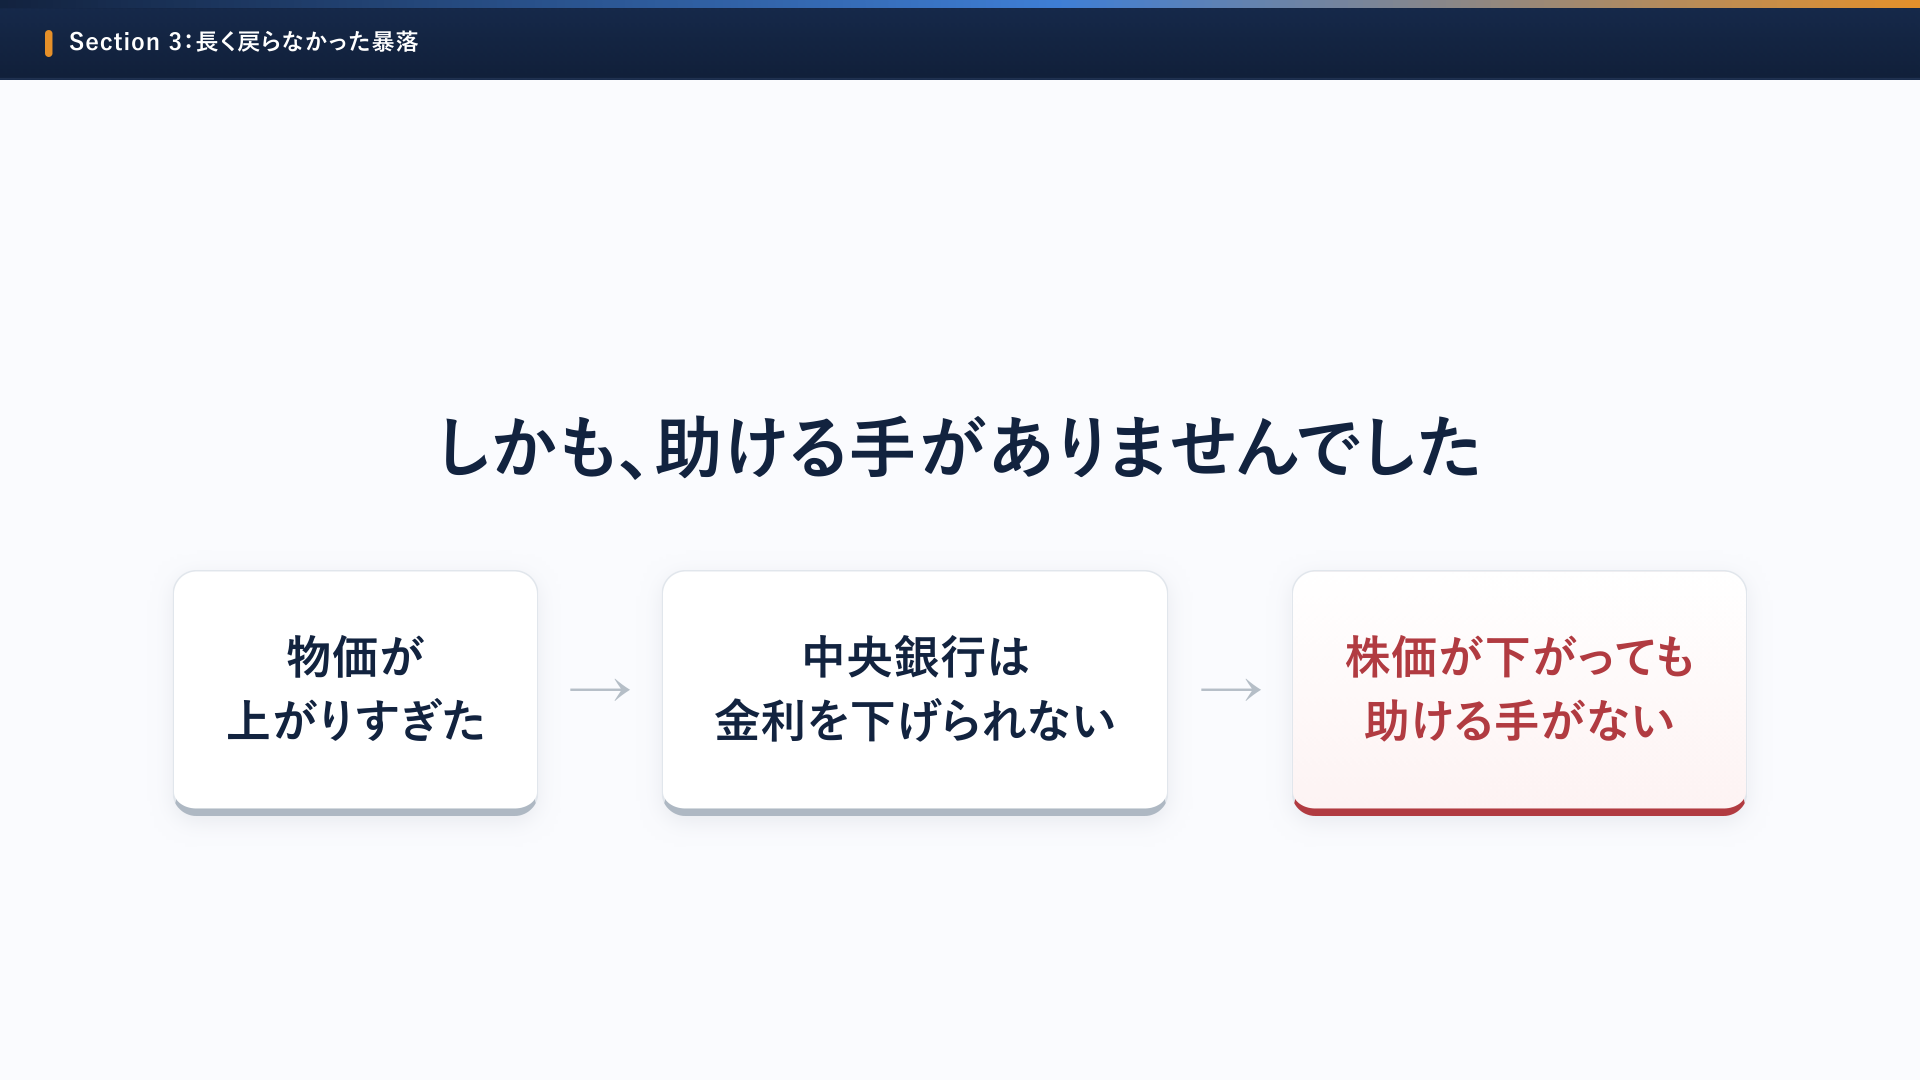 Section 3：長く戻らなかった暴落
しかも、助ける手がありませんでした
物価が
上がりすぎた
→
中央銀行は
金利を下げられない
→
株価が下がっても
助ける手がない